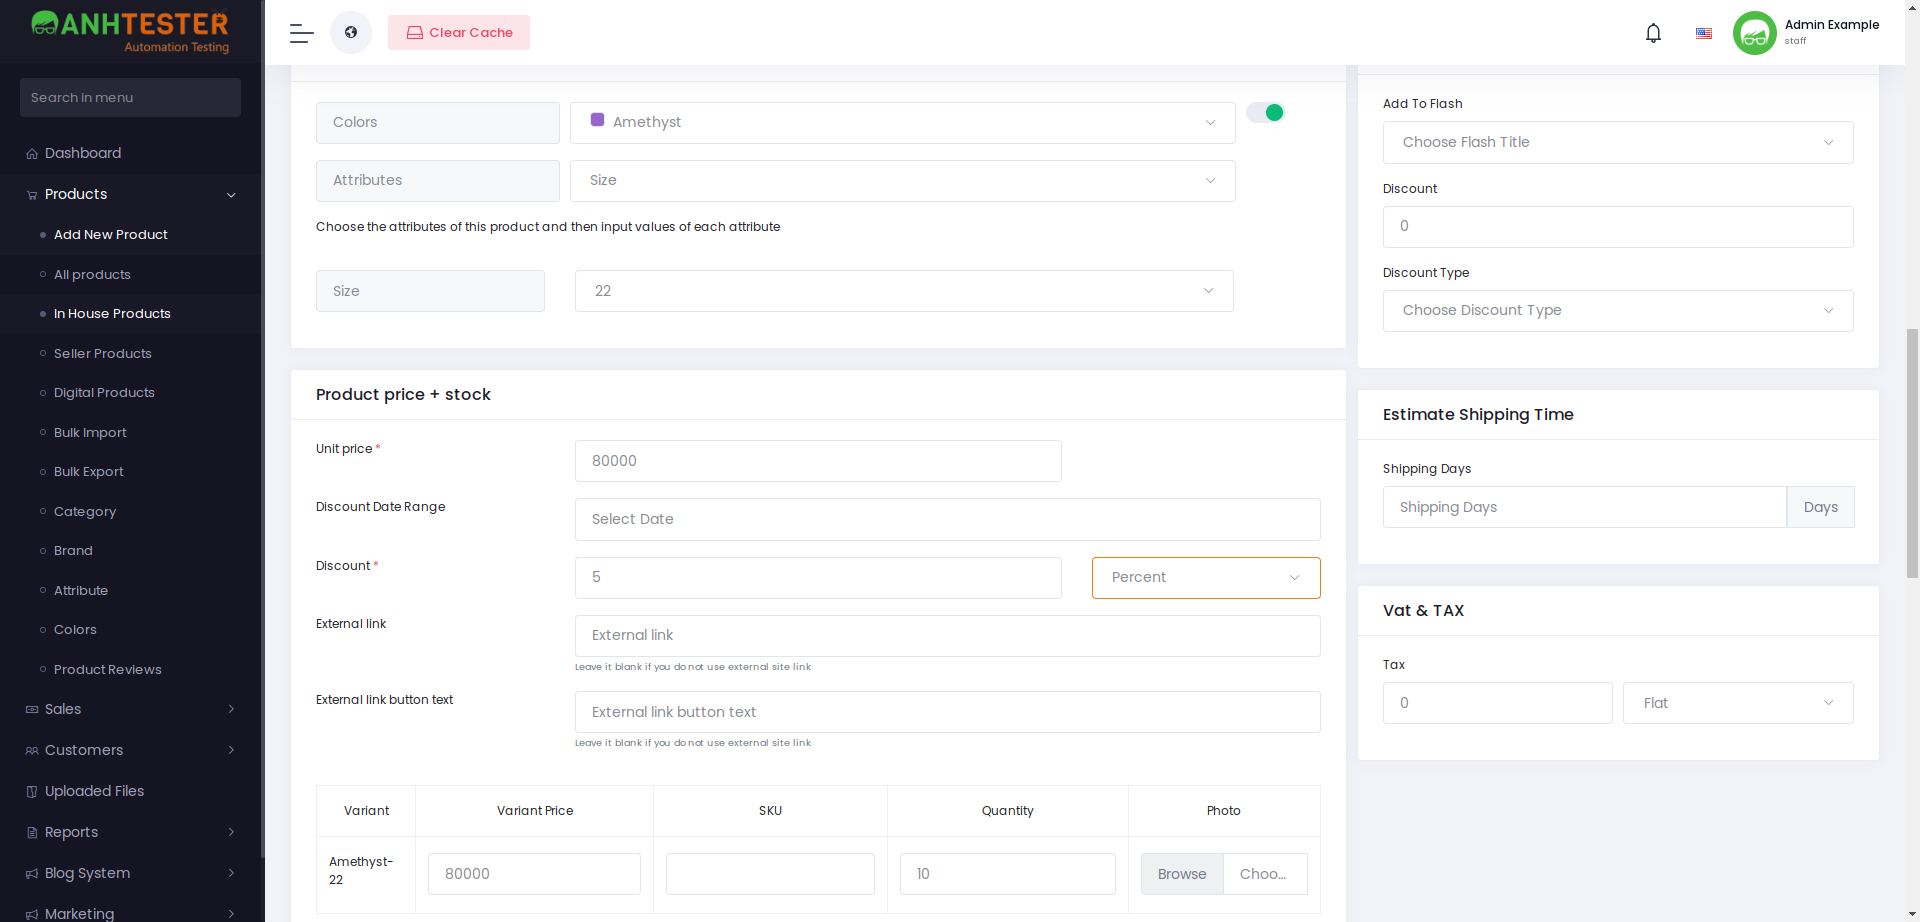 ANHTESTER
Automation Testing
Search in menu
Dashboard
Products
Add New Product
All products
In House Products
Seller Products
Digital Products
Bulk Import
Bulk Export
Category
Brand
Attribute
Colors
Product Reviews
Sales
Customers
Uploaded Files
Reports
Blog System
Marketing
Clear Cache
Admin Example
staff
Colors
Amethyst
Attributes
Size
Choose the attributes of this product and then input values of each attribute
Size
22
Product price + stock
Unit price *
80000
Discount Date Range
Select Date
Discount *
5
Percent
External link
External link
Leave it blank if you do not use external site link
External link button text
External link button text
Leave it blank if you do not use external site link
Variant
Variant Price
SKU
Quantity
Photo
Amethyst-
22
80000
10
Browse
Choo...
Add To Flash
Choose Flash Title
Discount
0
Discount Type
Choose Discount Type
Estimate Shipping Time
Shipping Days
Shipping Days
Days
Vat & TAX
Tax
0
Flat